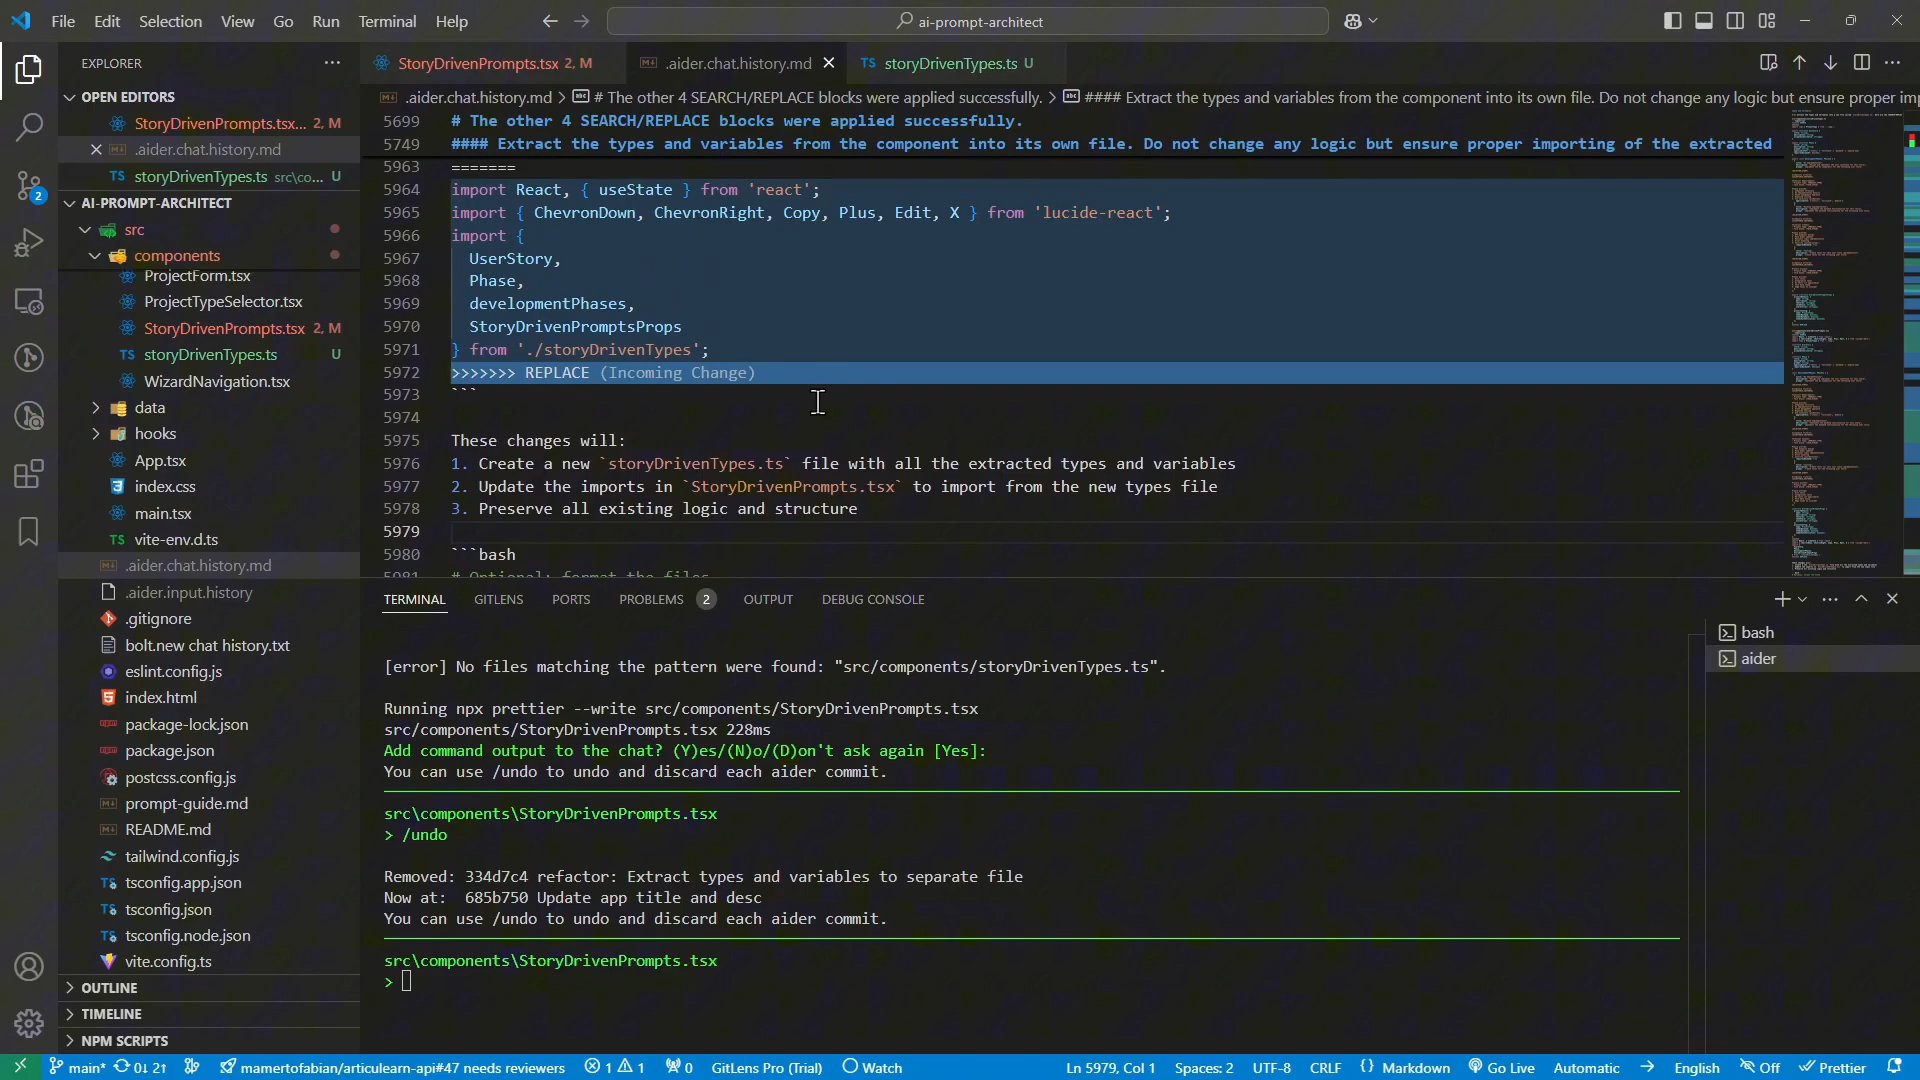 File Edit Selection View Go Run Terminal Help
ai-prompt-architect
EXPLORER
OPEN EDITORS
StoryDrivenPrompts.tsx... 2, M
.aider.chat.history.md
TS storyDrivenTypes.ts src\co... U
AI-PROMPT-ARCHITECT
src
components
ProjectForm.tsx
ProjectTypeSelector.tsx
StoryDrivenPrompts.tsx 2, M
TS storyDrivenTypes.ts U
WizardNavigation.tsx
data
hooks
App.tsx
index.css
main.tsx
TS vite-env.d.ts
.aider.chat.history.md
.aider.input.history
.gitignore
bolt.new chat history.txt
eslint.config.js
index.html
package-lock.json
package.json
postcss.config.js
prompt-guide.md
README.md
tailwind.config.js
tsconfig.app.json
tsconfig.json
tsconfig.node.json
vite.config.ts
OUTLINE
TIMELINE
NPM SCRIPTS
StoryDrivenPrompts.tsx 2, M
.aider.chat.history.md
TS storyDrivenTypes.ts U
.aider.chat.history.md > # The other 4 SEARCH/REPLACE blocks were applied successfully. > #### Extract the types and variables from the component into its own file. Do not change any logic but ensure proper im
5699 # The other 4 SEARCH/REPLACE blocks were applied successfully.
5749 #### Extract the types and variables from the component into its own file. Do not change any logic but ensure proper importing of the extracted
5963 =======
5964 import React, { useState } from 'react';
5965 import { ChevronDown, ChevronRight, Copy, Plus, Edit, X } from 'lucide-react';
5966 import {
5967 UserStory,
5968 Phase,
5969 developmentPhases,
5970 StoryDrivenPromptsProps
5971 } from './storyDrivenTypes';
5972 >>>>>>> REPLACE (Incoming Change)
5973 ```
5974
5975 These changes will:
5976 1. Create a new `storyDrivenTypes.ts` file with all the extracted types and variables
5977 2. Update the imports in `StoryDrivenPrompts.tsx` to import from the new types file
5978 3. Preserve all existing logic and structure
5979
5980 ```bash
5981 # Optional: format the files
TERMINAL GITLENS PORTS PROBLEMS 2 OUTPUT DEBUG CONSOLE
[error] No files matching the pattern were found: "src/components/storyDrivenTypes.ts".
Running npx prettier --write src/components/StoryDrivenPrompts.tsx
src/components/StoryDrivenPrompts.tsx 228ms
Add command output to the chat? (Y)es/(N)o/(D)on't ask again [Yes]:
You can use /undo to undo and discard each aider commit.
src\components\StoryDrivenPrompts.tsx
> /undo
Removed: 334d7c4 refactor: Extract types and variables to separate file
Now at: 685b750 Update app title and desc
You can use /undo to undo and discard each aider commit.
src\components\StoryDrivenPrompts.tsx
>
bash
aider
2
main* 0↓ 2↑ mamertofabian/articulearn-api#47 needs reviewers 1 1 0 GitLens Pro (Trial) Watch Ln 5979, Col 1 Spaces: 2 UTF-8 CRLF {} Markdown Go Live Automatic English Off Prettier